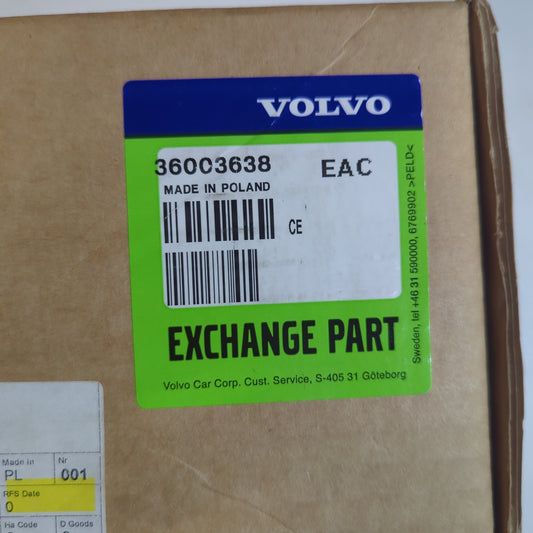 VOLVO
36003638 EAC
MADE IN POLAND
CE
EXCHANGE PART
Volvo Car Corp. Cust. Service, S-405 31 Göteborg
Sweden, tel +46 31 590000, 6769902 >PELD<
Made in Nr
PL 001
RFS Date
0
Ha Code D Goods